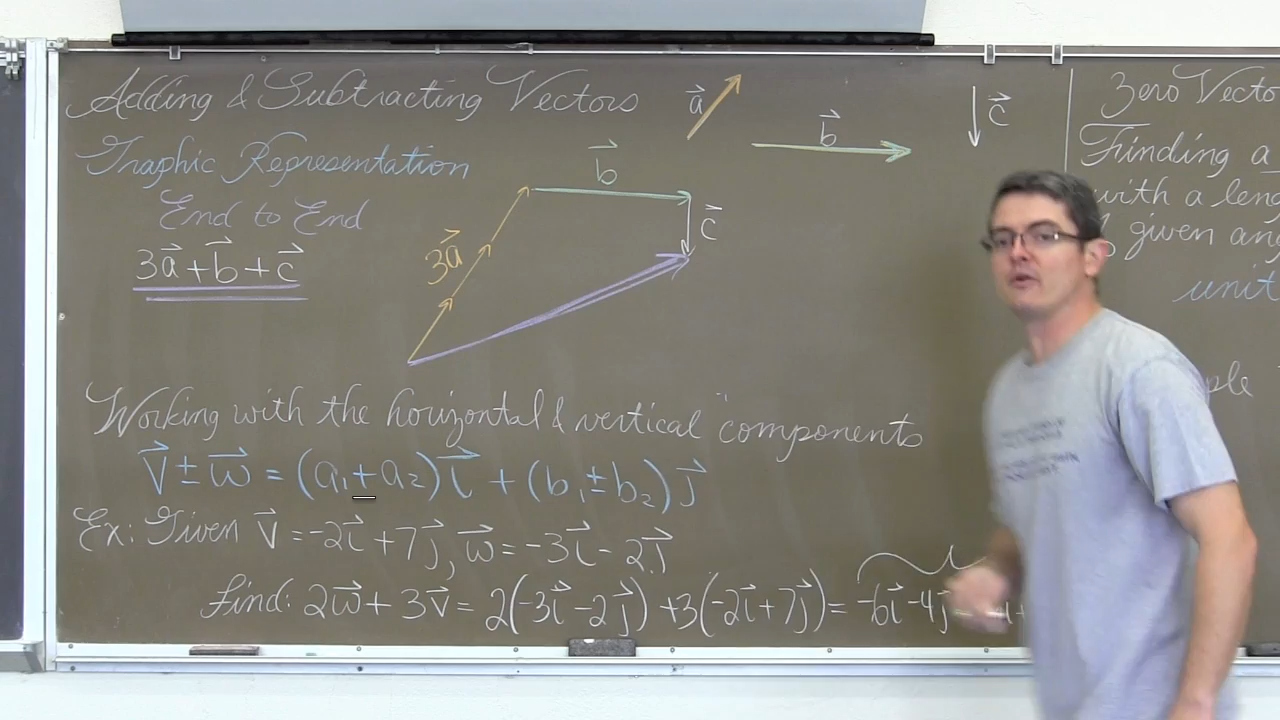 Adding & Subtracting Vectors
Graphic Representation
End to End
3a⃗ + b⃗ + c⃗
a⃗
b⃗
c⃗
3a⃗
b⃗
c⃗
Working with the horizontal & vertical "components
v⃗ ± w⃗ = (a₁ ± a₂) i⃗ + (b₁ ± b₂) j⃗
Ex: Given v⃗ = -2i⃗ + 7j⃗, w⃗ = -3i⃗ - 2j⃗
Find: 2w⃗ + 3v⃗ = 2(-3i⃗ - 2j⃗) + 3(-2i⃗ + 7j⃗) = -6i⃗ - 4j⃗
Zero Vecto
Finding a
with a leng
given ang
unit
ple